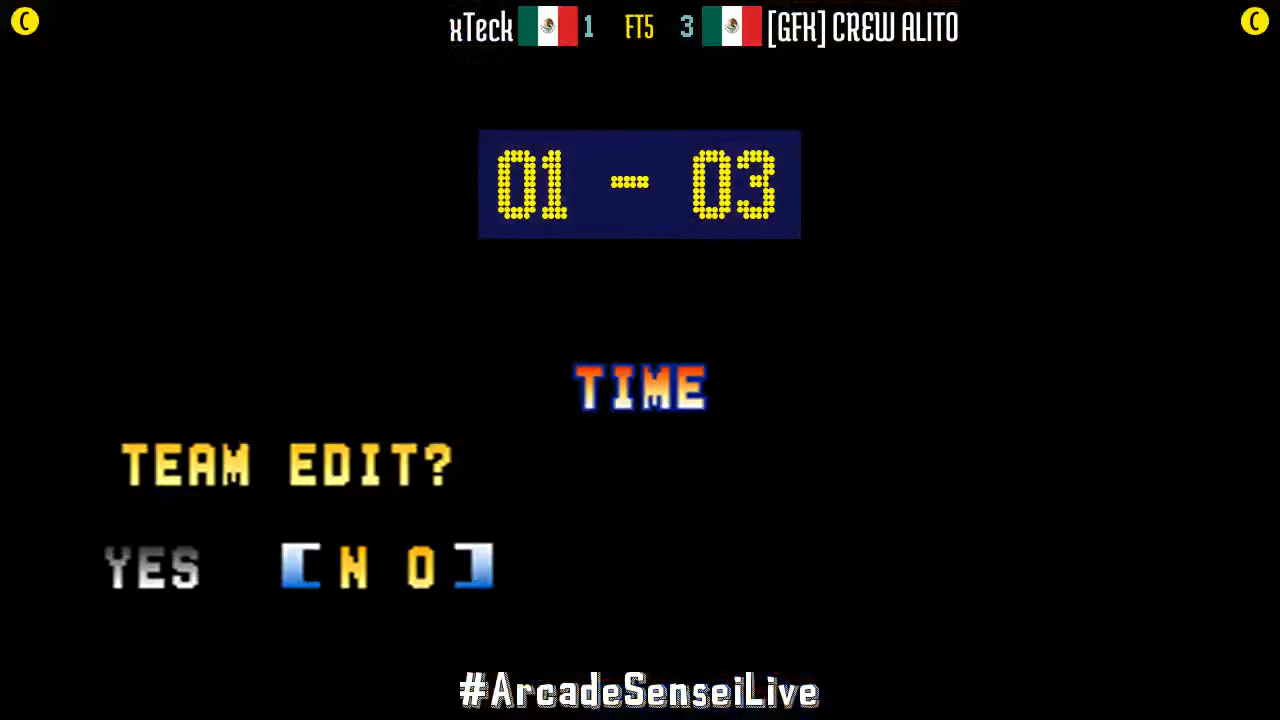 C xTeck 1 FT5 3 [GFK] CREW ALITO C
01 - 03
TIME
TEAM EDIT?
YES [NO]
#ArcadeSenseiLive